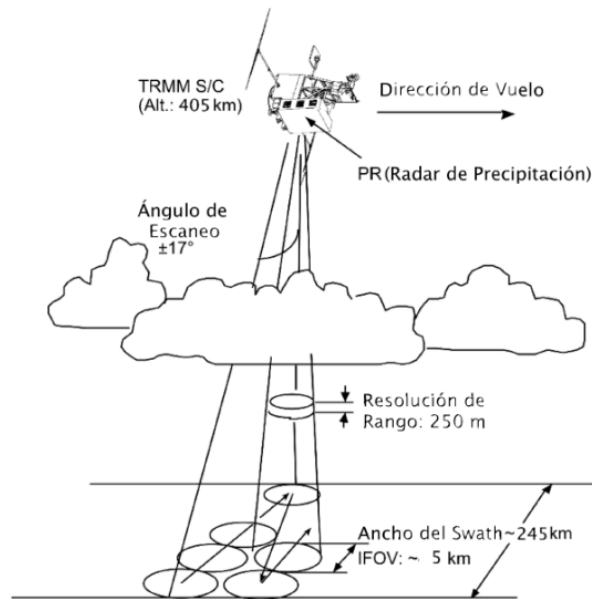 TRMM S/C
(Alt.: 405 km)
Dirección de Vuelo
PR (Radar de Precipitación)
Ángulo de
Escaneo
±17°
Resolución de
Rango: 250 m
Ancho del Swath~245km
IFOV: ~ 5 km